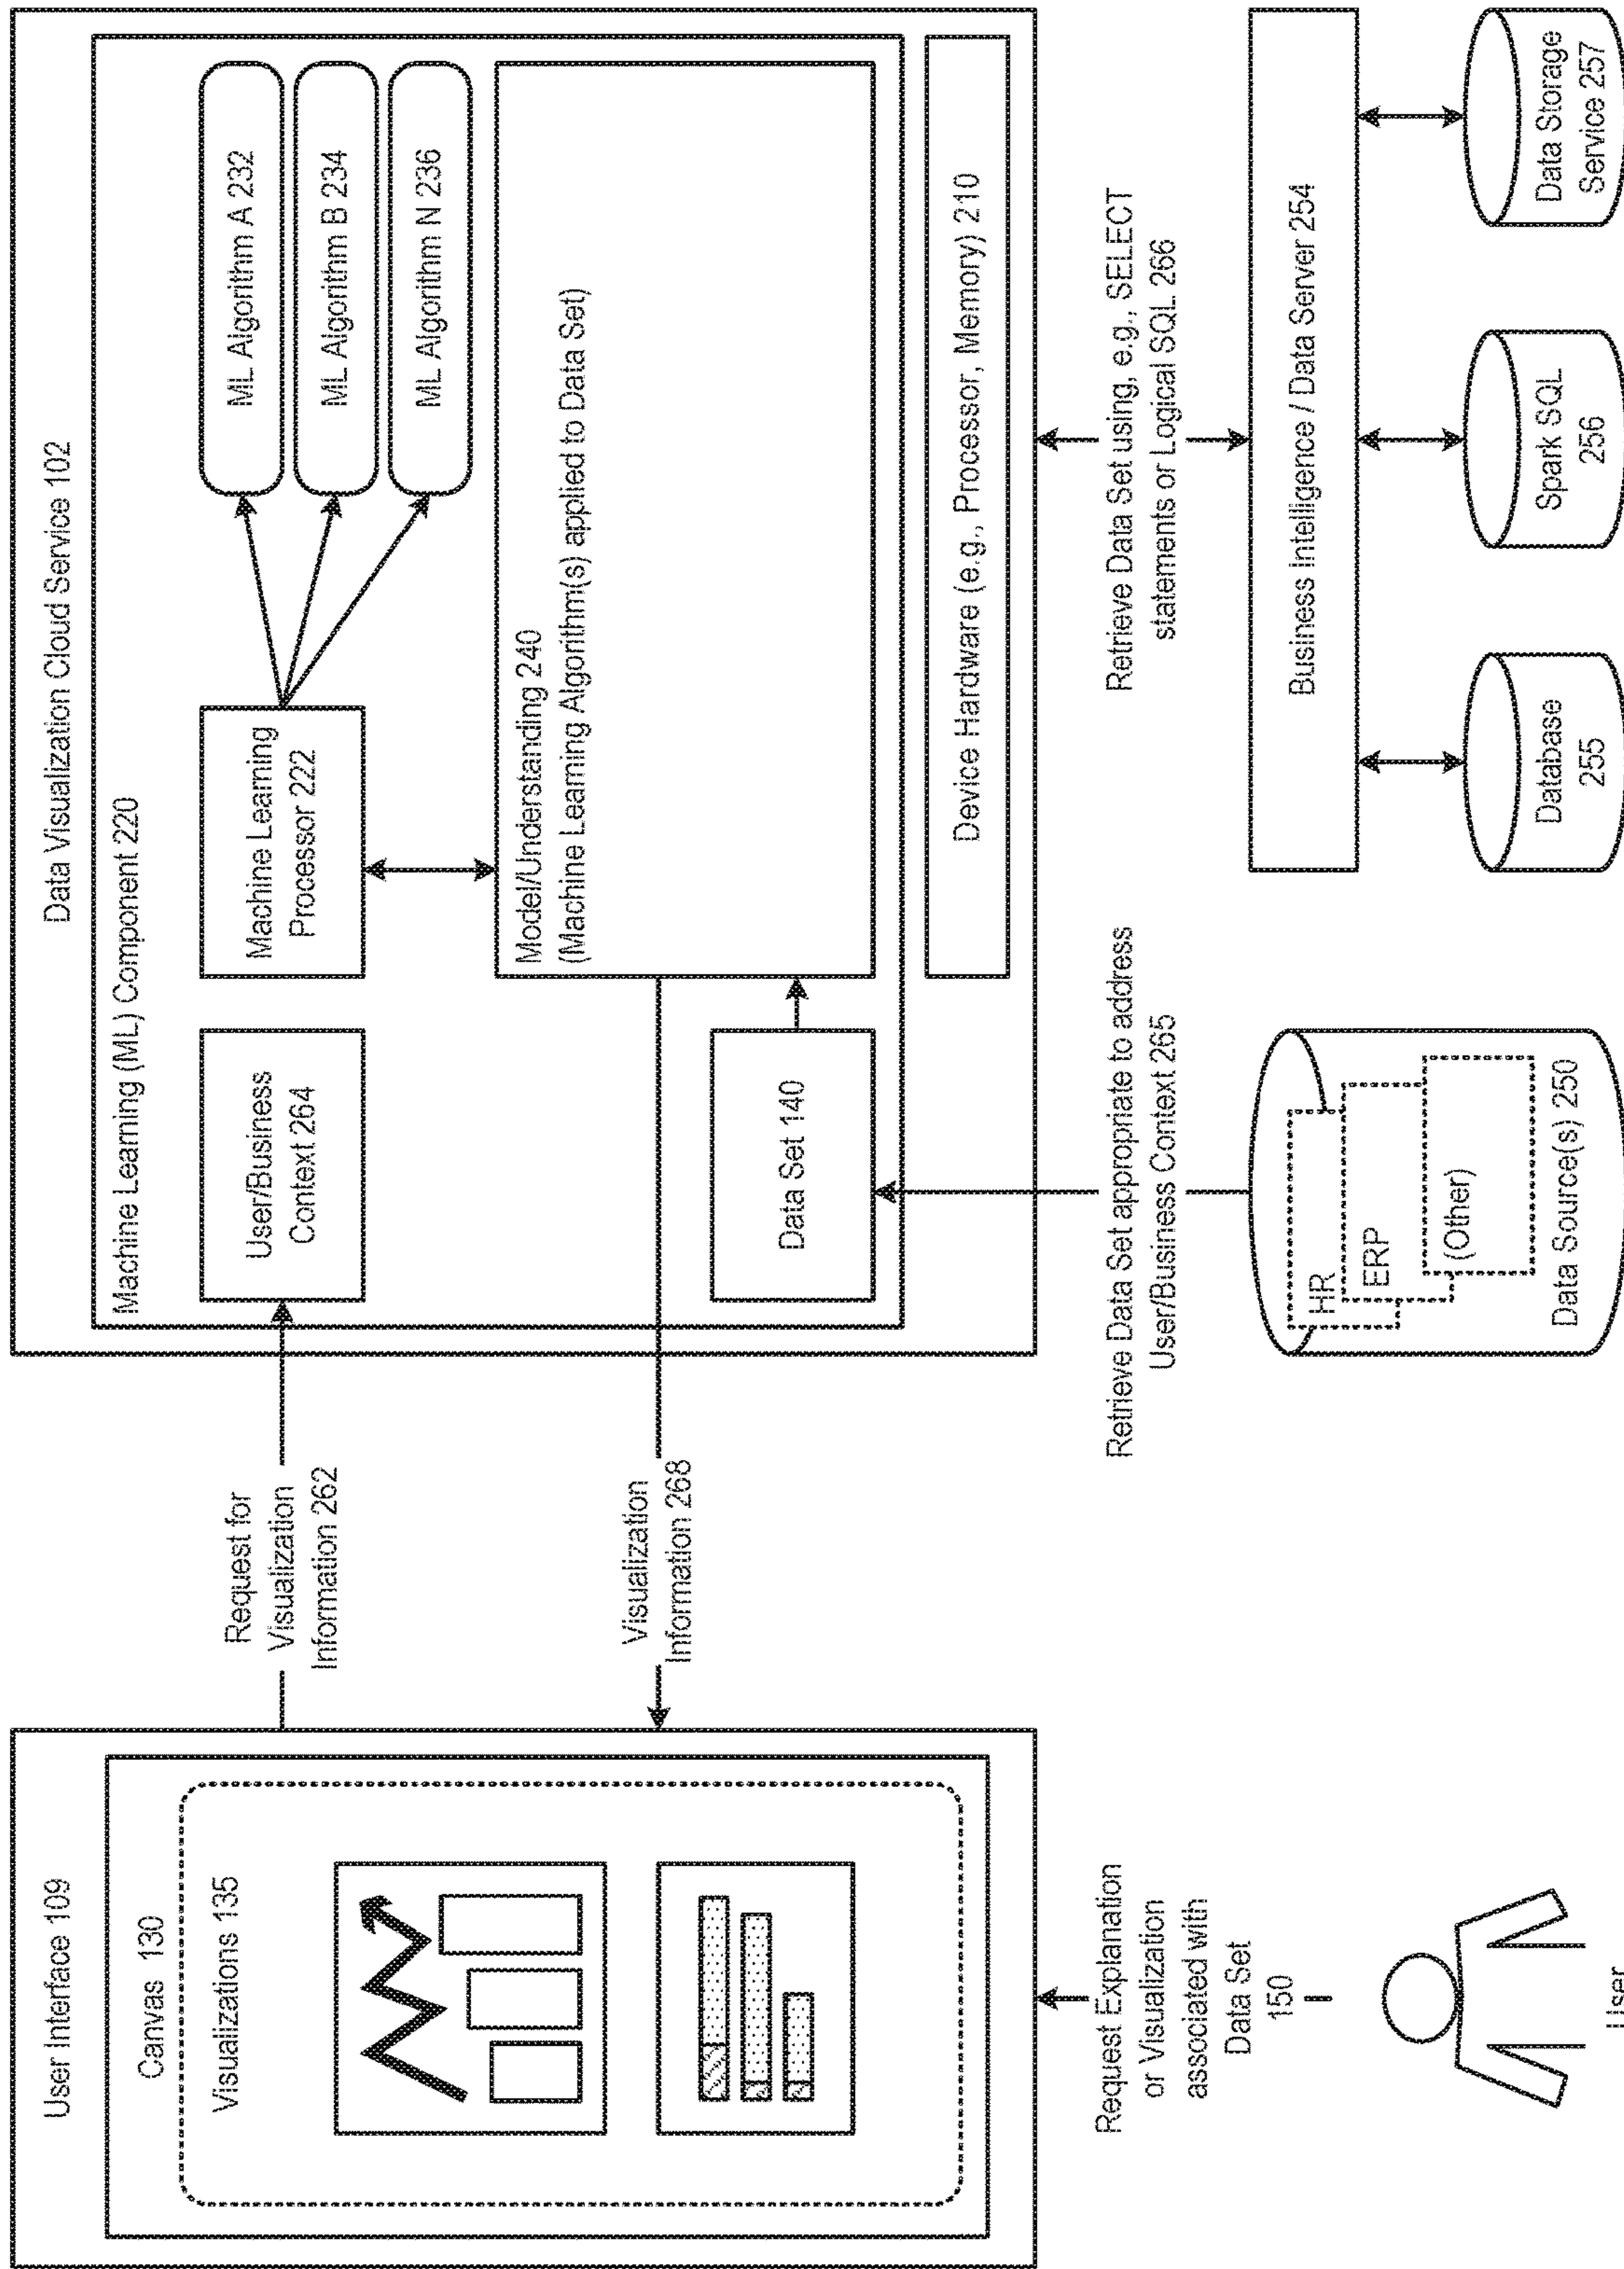 User Interface 109
Canvas 130
Visualizations 135
Request for
Visualization
Information 262
Visualization
Information 268
Request Explanation
or Visualization
associated with
Data Set
150
User
Data Visualization Cloud Service 102
Machine Learning (ML) Component 220
User/Business
Context 264
Machine Learning
Processor 222
ML Algorithm A 232
ML Algorithm B 234
ML Algorithm N 236
Model/Understanding 240
(Machine Learning Algorithm(s) applied to Data Set)
Data Set 140
Device Hardware (e.g., Processor, Memory) 210
Retrieve Data Set appropriate to address
User/Business Context 265
Retrieve Data Set using, e.g., SELECT
statements or Logical SQL 266
HR
ERP
(Other)
Data Source(s) 250
Business Intelligence / Data Server 254
Database
255
Spark SQL
256
Data Storage
Service 257